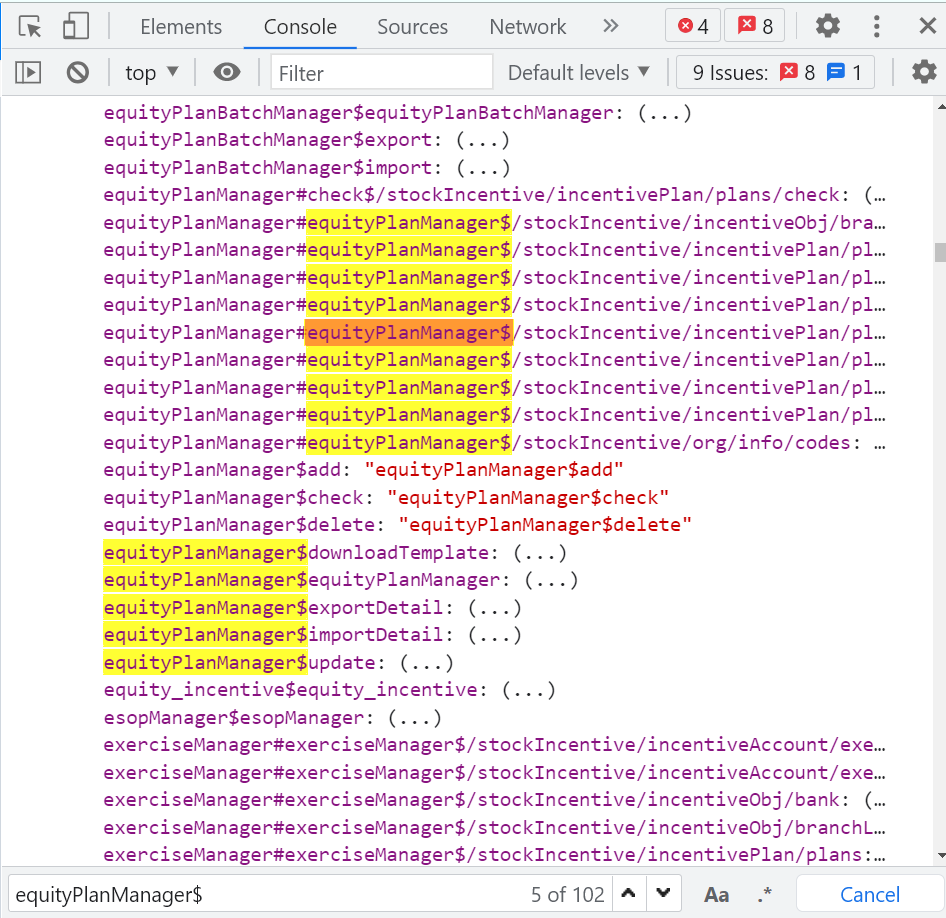 Elements Console Sources Network » 4 8
top ▼ Filter Default levels ▼ 9 Issues: 8 1
equityPlanBatchManager$equityPlanBatchManager: (...)
equityPlanBatchManager$export: (...)
equityPlanBatchManager$import: (...)
equityPlanManager#check$/stockIncentive/incentivePlan/plans/check: (…
equityPlanManager#equityPlanManager$/stockIncentive/incentiveObj/bra…
equityPlanManager#equityPlanManager$/stockIncentive/incentivePlan/pl…
equityPlanManager#equityPlanManager$/stockIncentive/incentivePlan/pl…
equityPlanManager#equityPlanManager$/stockIncentive/incentivePlan/pl…
equityPlanManager#equityPlanManager$/stockIncentive/incentivePlan/pl…
equityPlanManager#equityPlanManager$/stockIncentive/incentivePlan/pl…
equityPlanManager#equityPlanManager$/stockIncentive/incentivePlan/pl…
equityPlanManager#equityPlanManager$/stockIncentive/incentivePlan/pl…
equityPlanManager#equityPlanManager$/stockIncentive/org/info/codes: …
equityPlanManager$add: "equityPlanManager$add"
equityPlanManager$check: "equityPlanManager$check"
equityPlanManager$delete: "equityPlanManager$delete"
equityPlanManager$downloadTemplate: (...)
equityPlanManager$equityPlanManager: (...)
equityPlanManager$exportDetail: (...)
equityPlanManager$importDetail: (...)
equityPlanManager$update: (...)
equity_incentive$equity_incentive: (...)
esopManager$esopManager: (...)
exerciseManager#exerciseManager$/stockIncentive/incentiveAccount/exe…
exerciseManager#exerciseManager$/stockIncentive/incentiveAccount/exe…
exerciseManager#exerciseManager$/stockIncentive/incentiveObj/bank: (…
exerciseManager#exerciseManager$/stockIncentive/incentiveObj/branchL…
exerciseManager#exerciseManager$/stockIncentive/incentivePlan/plans:…
equityPlanManager$ 5 of 102 Aa .* Cancel